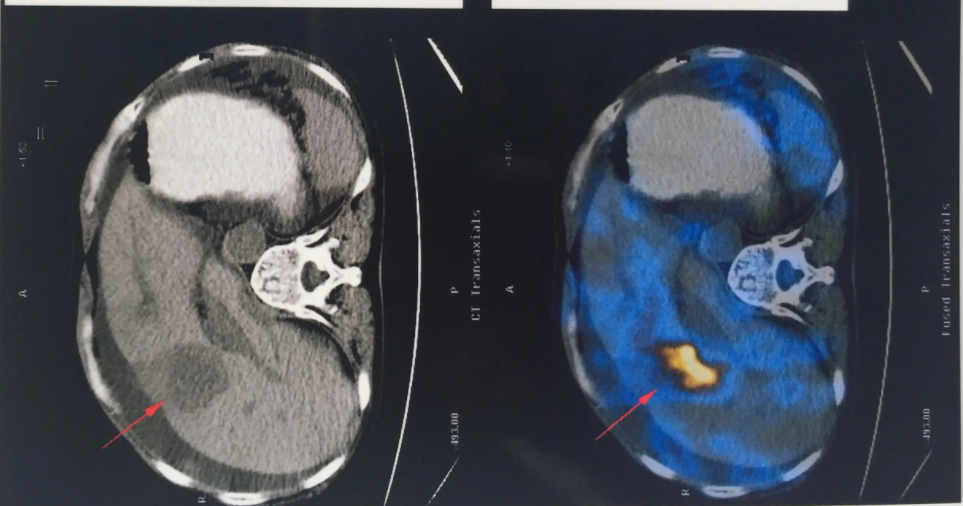 A
P
CT Transaxials
-493.00
R
A
P
Fused Transaxials
-493.00
R